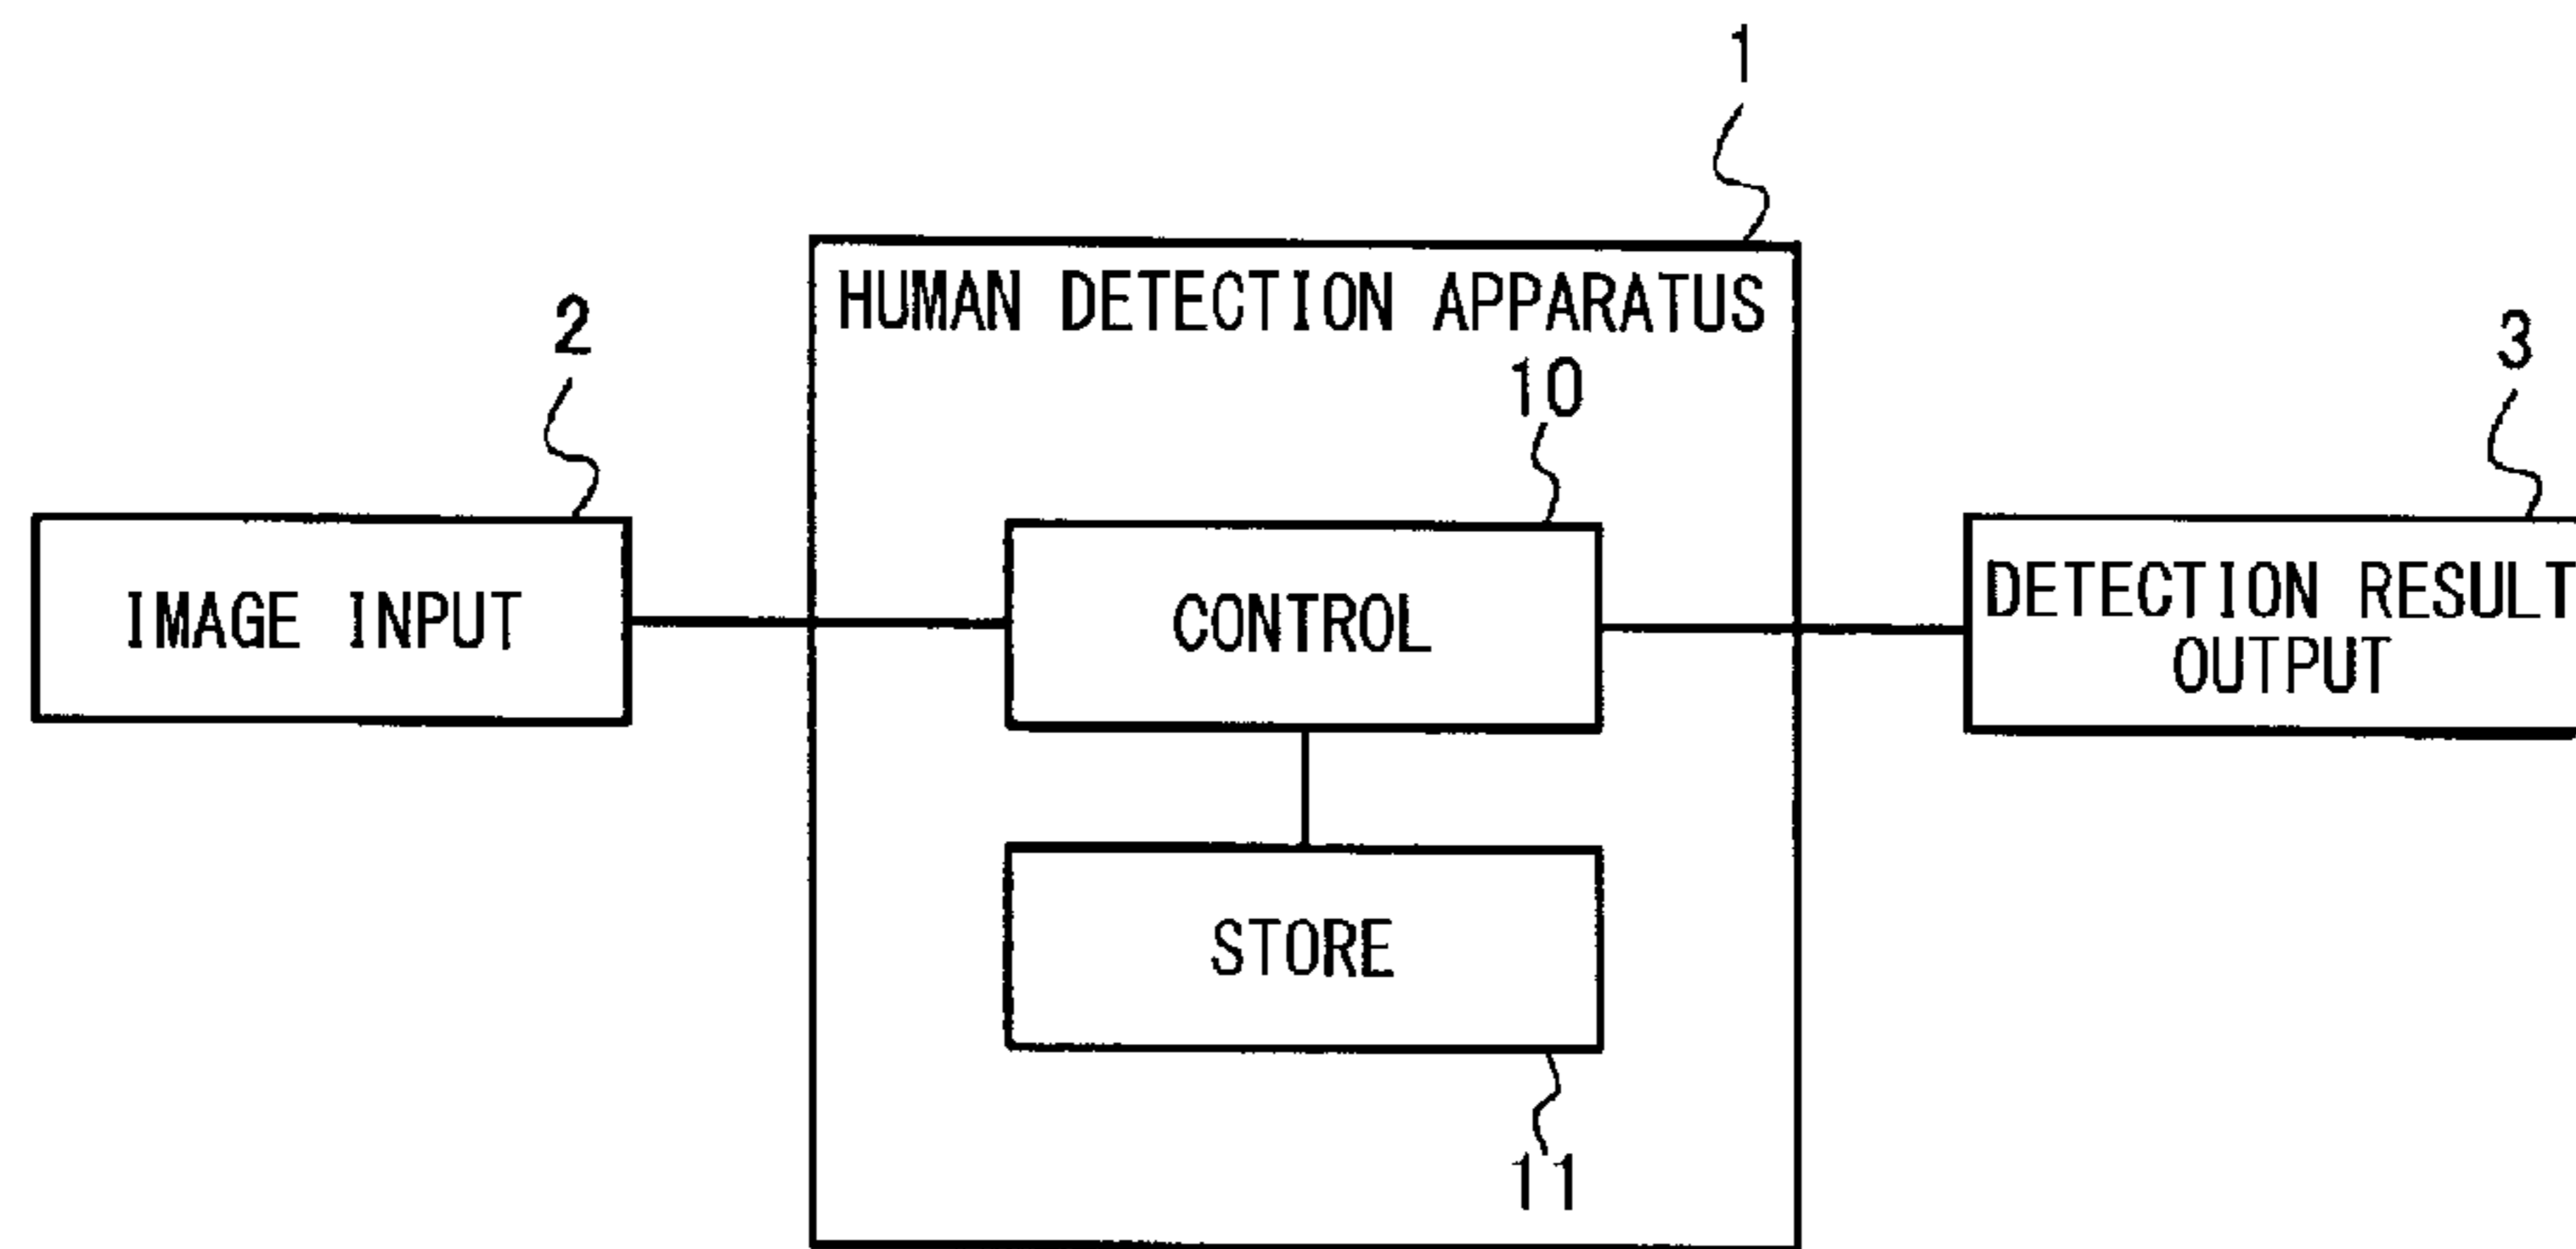 1
HUMAN DETECTION APPARATUS
2
10
3
IMAGE INPUT
CONTROL
DETECTION RESULT
OUTPUT
STORE
11